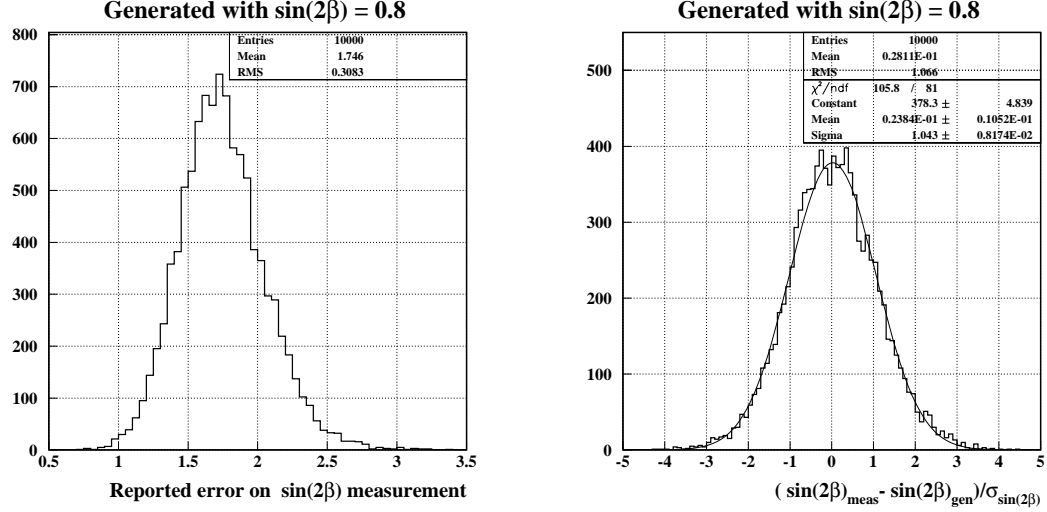 Generated with sin(2β) = 0.8
Entries 10000
Mean 1.746
RMS 0.3083
800
700
600
500
400
300
200
100
0
0.5 1 1.5 2 2.5 3 3.5
Reported error on sin(2β) measurement
Generated with sin(2β) = 0.8
Entries 10000
Mean 0.2811E-01
RMS 1.066
χ²/ndf 105.8 / 81
Constant 378.3 ± 4.839
Mean 0.2384E-01 ± 0.1052E-01
Sigma 1.043 ± 0.8174E-02
500
400
300
200
100
0
-5 -4 -3 -2 -1 0 1 2 3 4 5
( sin(2β)meas- sin(2β)gen)/σsin(2β)